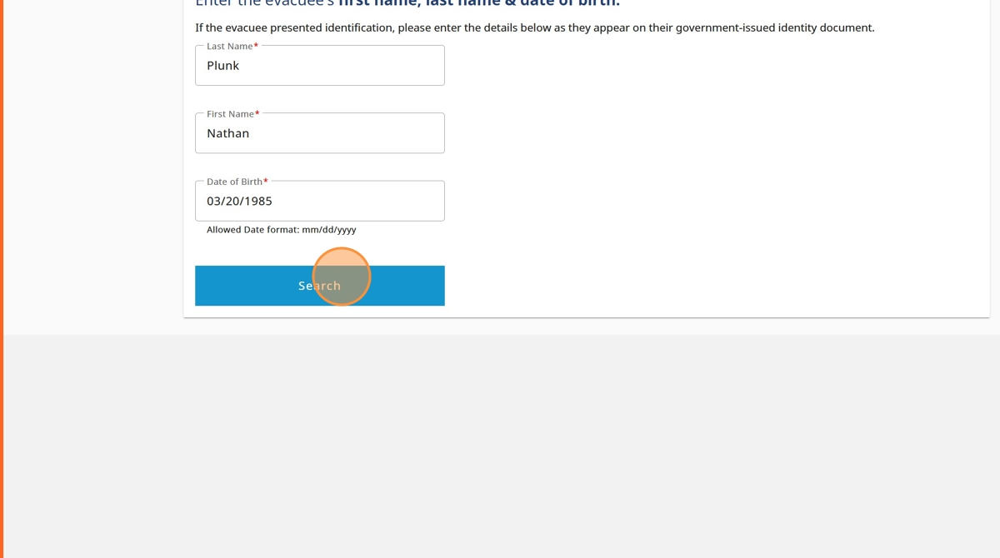 Enter the evacuee's first name, last name & date of birth.
If the evacuee presented identification, please enter the details below as they appear on their government-issued identity document.
Last Name*
Plunk
First Name*
Nathan
Date of Birth*
03/20/1985
Allowed Date format: mm/dd/yyyy
Search